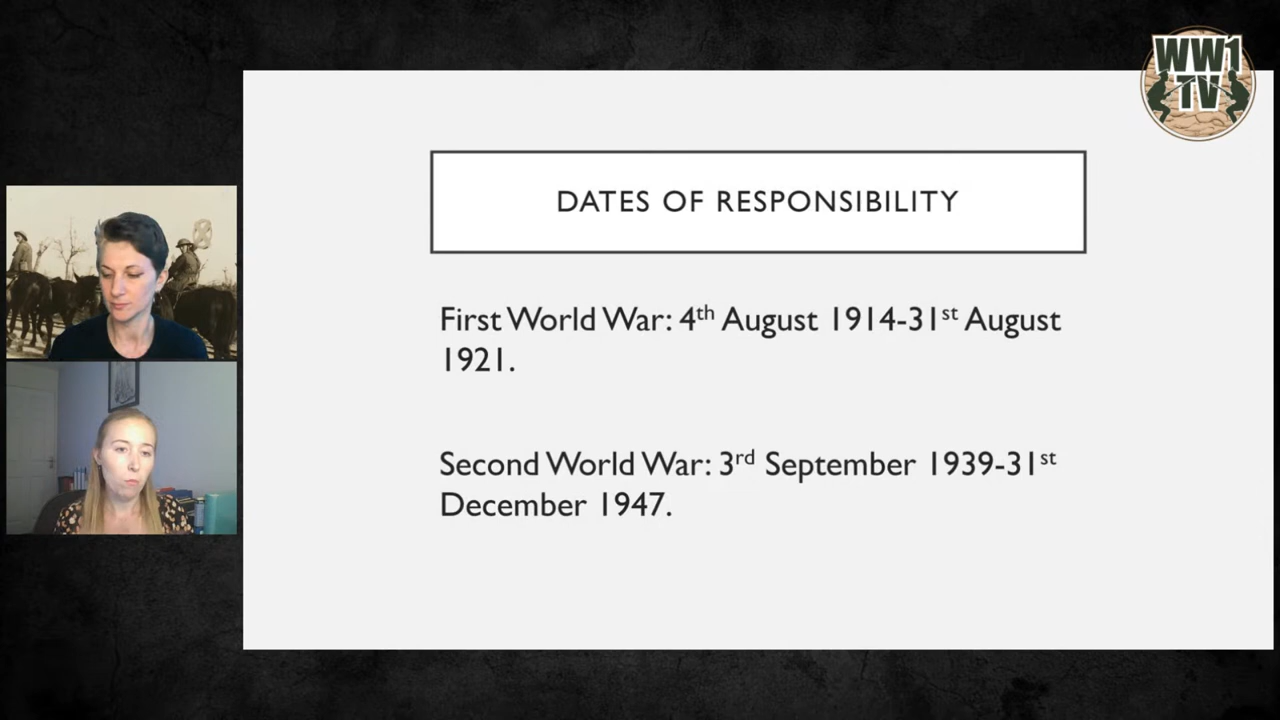 WW1
TV
DATES OF RESPONSIBILITY
First World War: 4th August 1914-31st August
1921.
Second World War: 3rd September 1939-31st
December 1947.